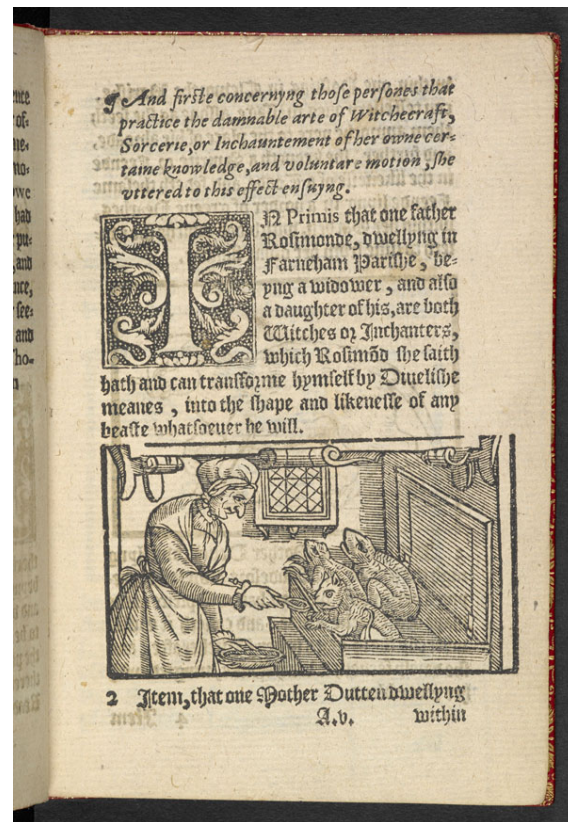 ¶ And firste concernyng those persones that
practice the damnable arte of Witchecraft,
Sorcerie, or Inchauntement of her owne cer-
taine knowledge, and voluntare motion, she
vttered to this effect ensuyng.
IN Primis that one father
Rosimonde, dwellyng in
Farneham Parishe, be-
yng a widower, and also
a daughter of his, are both
Witches or Inchanters,
which Rosimōd she saith
hath and can transforme hymself by Diuelishe
meanes, into the shape and likenesse of any
beaste whatsoeuer he will.
2 Item, that one Mother Dutten dwellyng
A.v. within